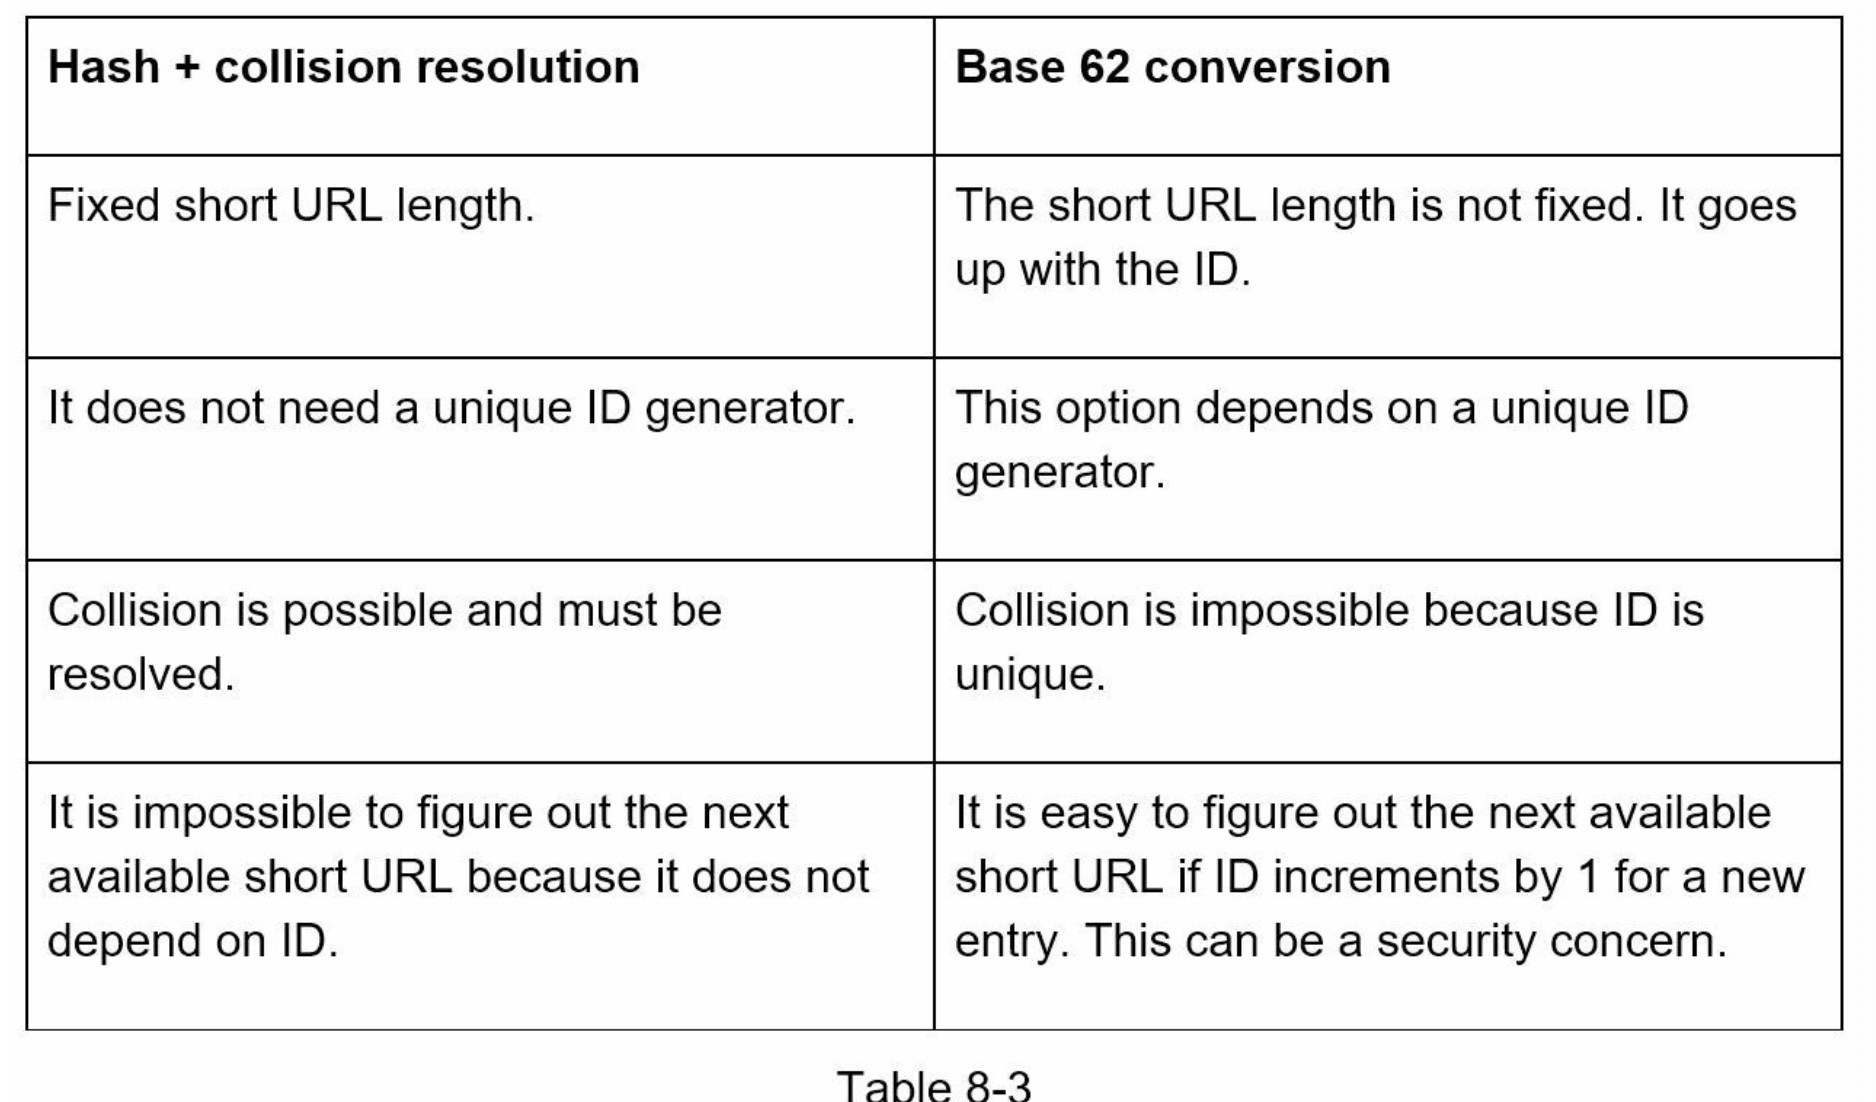 Hash + collision resolution
Base 62 conversion
Fixed short URL length.
The short URL length is not fixed. It goes
up with the ID.
It does not need a unique ID generator.
This option depends on a unique ID
generator.
Collision is possible and must be
resolved.
Collision is impossible because ID is
unique.
It is impossible to figure out the next
available short URL because it does not
depend on ID.
It is easy to figure out the next available
short URL if ID increments by 1 for a new
entry. This can be a security concern.
Table 8-3